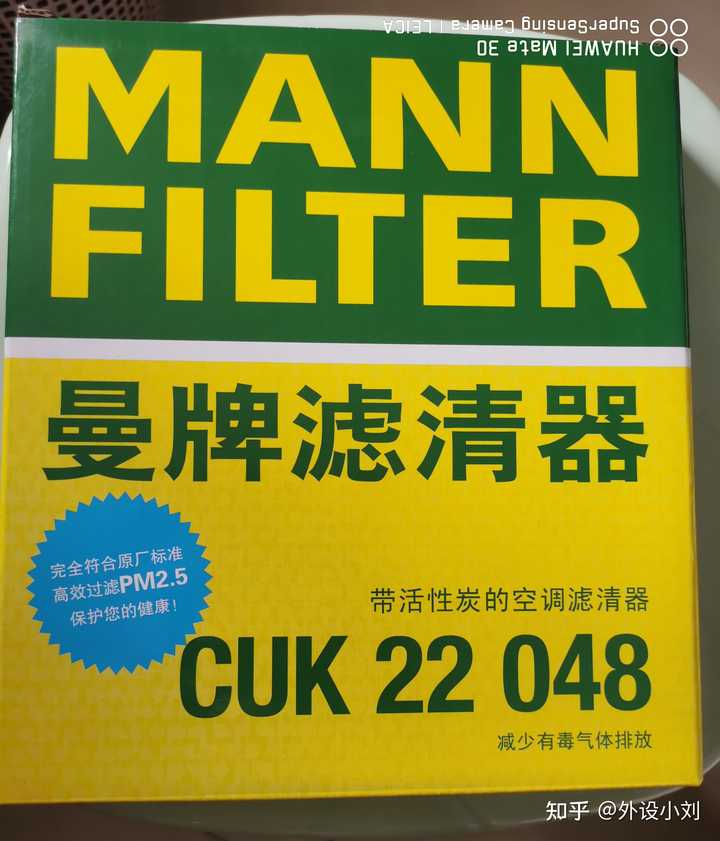 HUAWEI Mate 30
SuperSensing Camera | LEICA
MANN
FILTER
曼牌滤清器
完全符合原厂标准
高效过滤PM2.5
保护您的健康!
带活性炭的空调滤清器
CUK 22 048
减少有毒气体排放
知乎 @外设小刘